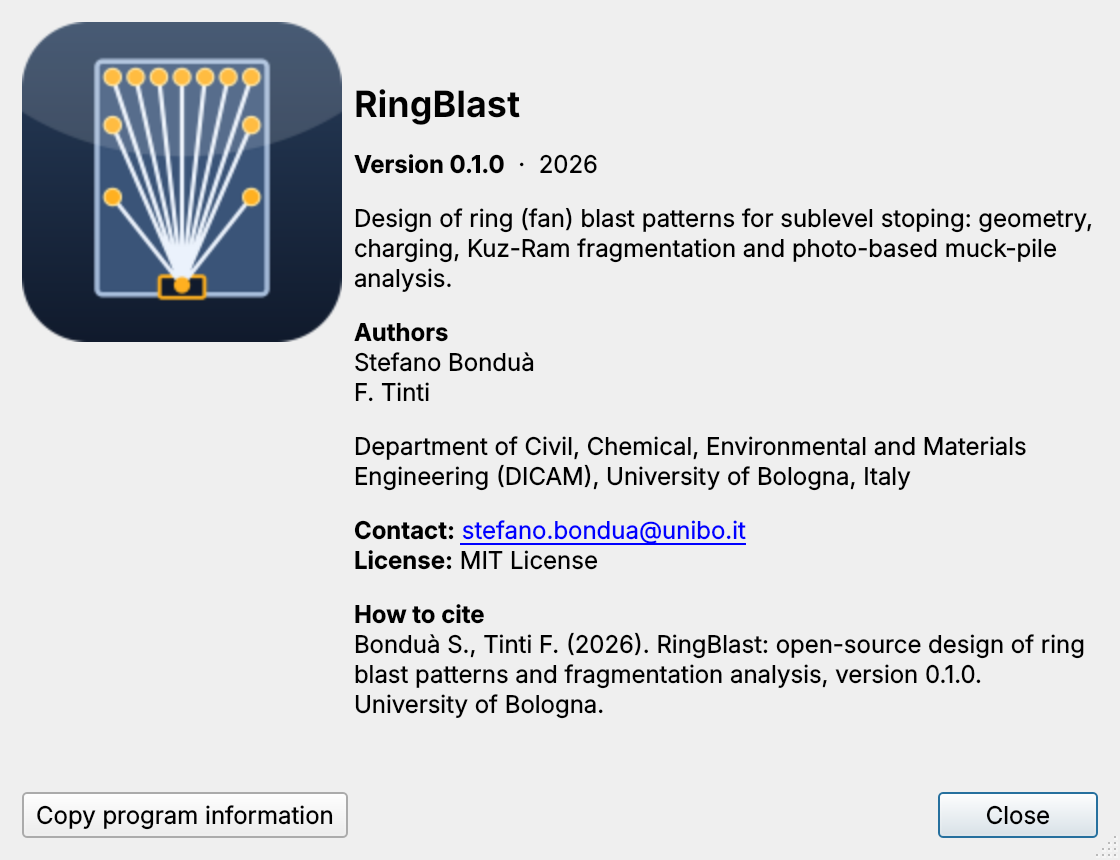 RingBlast
Version 0.1.0 · 2026
Design of ring (fan) blast patterns for sublevel stoping: geometry,
charging, Kuz-Ram fragmentation and photo-based muck-pile
analysis.
Authors
Stefano Bonduà
F. Tinti
Department of Civil, Chemical, Environmental and Materials
Engineering (DICAM), University of Bologna, Italy
Contact: stefano.bondua@unibo.it
License: MIT License
How to cite
Bonduà S., Tinti F. (2026). RingBlast: open-source design of ring
blast patterns and fragmentation analysis, version 0.1.0.
University of Bologna.
Copy program information
Close